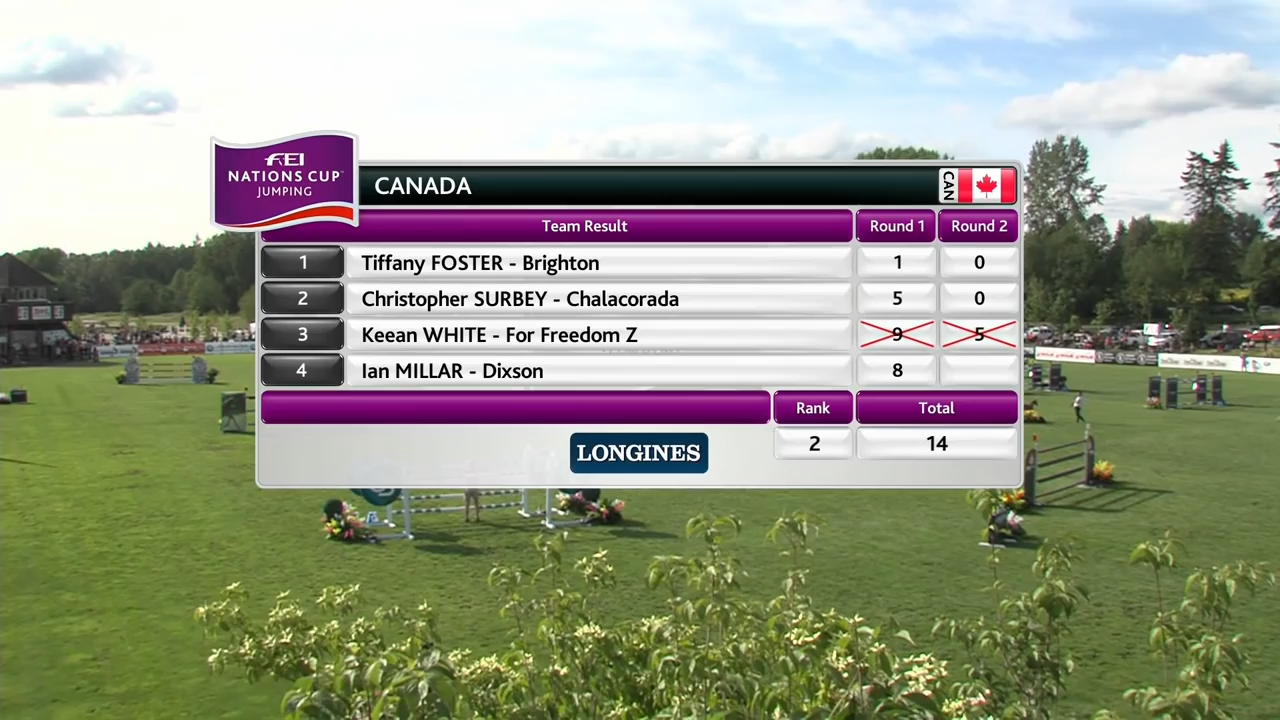 FEI
NATIONS CUP™
JUMPING
CANADA
CAN
Team Result Round 1 Round 2
1 Tiffany FOSTER - Brighton 1 0
2 Christopher SURBEY - Chalacorada 5 0
3 Keean WHITE - For Freedom Z 9 5
4 Ian MILLAR - Dixson 8
Rank Total
LONGINES 2 14